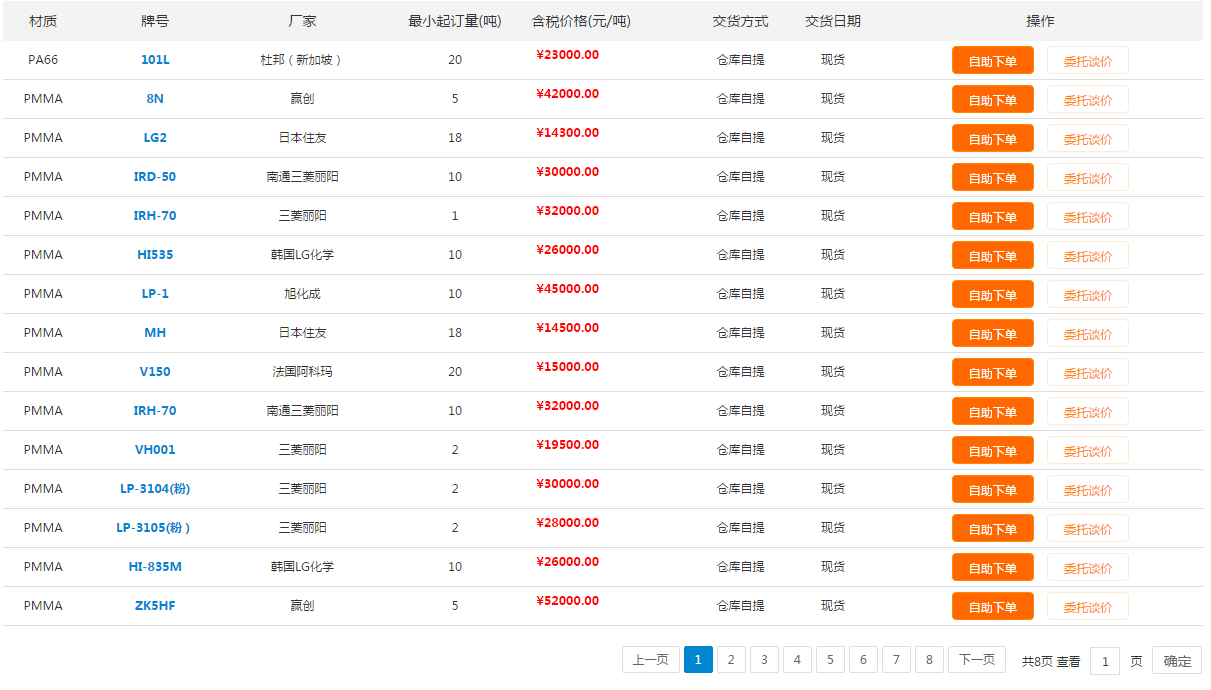 材质 牌号 厂家 最小起订量(吨) 含税价格(元/吨) 交货方式 交货日期 操作
PA66 101L 杜邦（新加坡） 20 ¥23000.00 仓库自提 现货 自助下单 委托谈价
PMMA 8N 赢创 5 ¥42000.00 仓库自提 现货 自助下单 委托谈价
PMMA LG2 日本住友 18 ¥14300.00 仓库自提 现货 自助下单 委托谈价
PMMA IRD-50 南通三菱丽阳 10 ¥30000.00 仓库自提 现货 自助下单 委托谈价
PMMA IRH-70 三菱丽阳 1 ¥32000.00 仓库自提 现货 自助下单 委托谈价
PMMA HI535 韩国LG化学 10 ¥26000.00 仓库自提 现货 自助下单 委托谈价
PMMA LP-1 旭化成 10 ¥45000.00 仓库自提 现货 自助下单 委托谈价
PMMA MH 日本住友 18 ¥14500.00 仓库自提 现货 自助下单 委托谈价
PMMA V150 法国阿科玛 20 ¥15000.00 仓库自提 现货 自助下单 委托谈价
PMMA IRH-70 南通三菱丽阳 10 ¥32000.00 仓库自提 现货 自助下单 委托谈价
PMMA VH001 三菱丽阳 2 ¥19500.00 仓库自提 现货 自助下单 委托谈价
PMMA LP-3104(粉) 三菱丽阳 2 ¥30000.00 仓库自提 现货 自助下单 委托谈价
PMMA LP-3105(粉） 三菱丽阳 2 ¥28000.00 仓库自提 现货 自助下单 委托谈价
PMMA HI-835M 韩国LG化学 10 ¥26000.00 仓库自提 现货 自助下单 委托谈价
PMMA ZK5HF 赢创 5 ¥52000.00 仓库自提 现货 自助下单 委托谈价
上一页 1 2 3 4 5 6 7 8 下一页 共8页 查看 1 页 确定